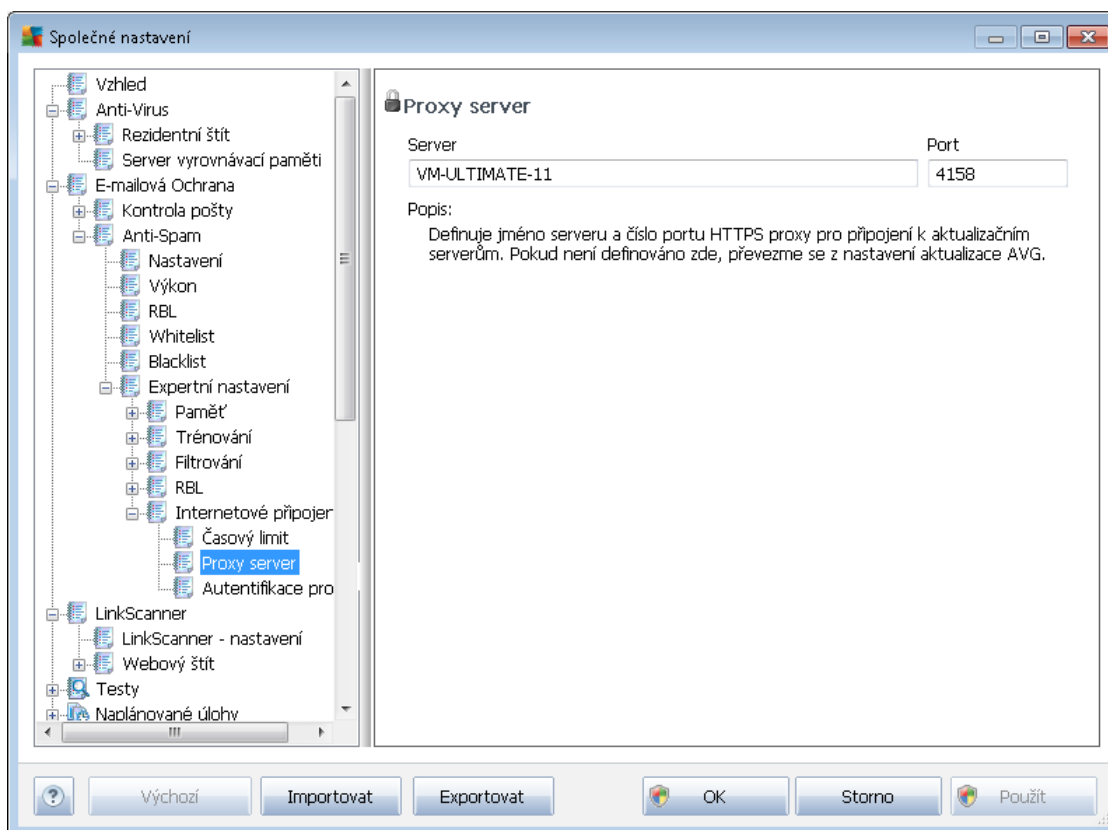 Společné nastavení
Vzhled
Anti-Virus
Rezidentní štít
Server vyrovnávací paměti
E-mailová Ochrana
Kontrola pošty
Anti-Spam
Nastavení
Výkon
RBL
Whitelist
Blacklist
Expertní nastavení
Paměť
Trénování
Filtrování
RBL
Internetové připojer
Časový limit
Proxy server
Autentifikace pro
LinkScanner
LinkScanner - nastavení
Webový štít
Testy
Naplánované úlohy
Proxy server
Server Port
VM-ULTIMATE-11 4158
Popis:
Definuje jméno serveru a číslo portu HTTPS proxy pro připojení k aktualizačním
serverům. Pokud není definováno zde, převezme se z nastavení aktualizace AVG.
? Výchozí Importovat Exportovat OK Storno Použít